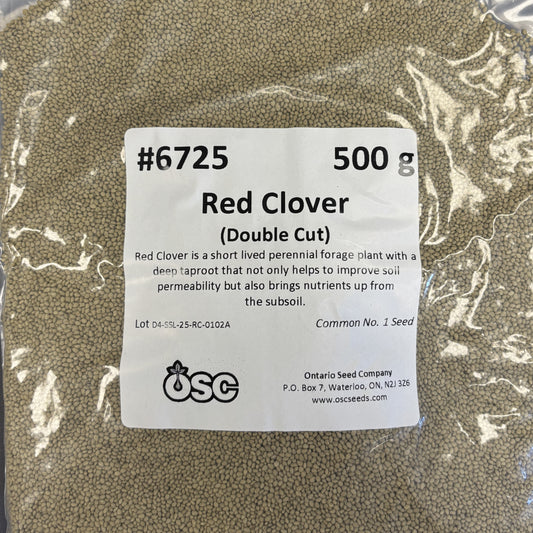 #6725 500 g
Red Clover
(Double Cut)
Red Clover is a short lived perennial forage plant with a
deep taproot that not only helps to improve soil
permeability but also brings nutrients up from
the subsoil.
Lot D4-SSL-25-RC-0102A Common No. 1 Seed
OSC
Ontario Seed Company
P.O. Box 7, Waterloo, ON, N2J 3Z6
www.oscseeds.com